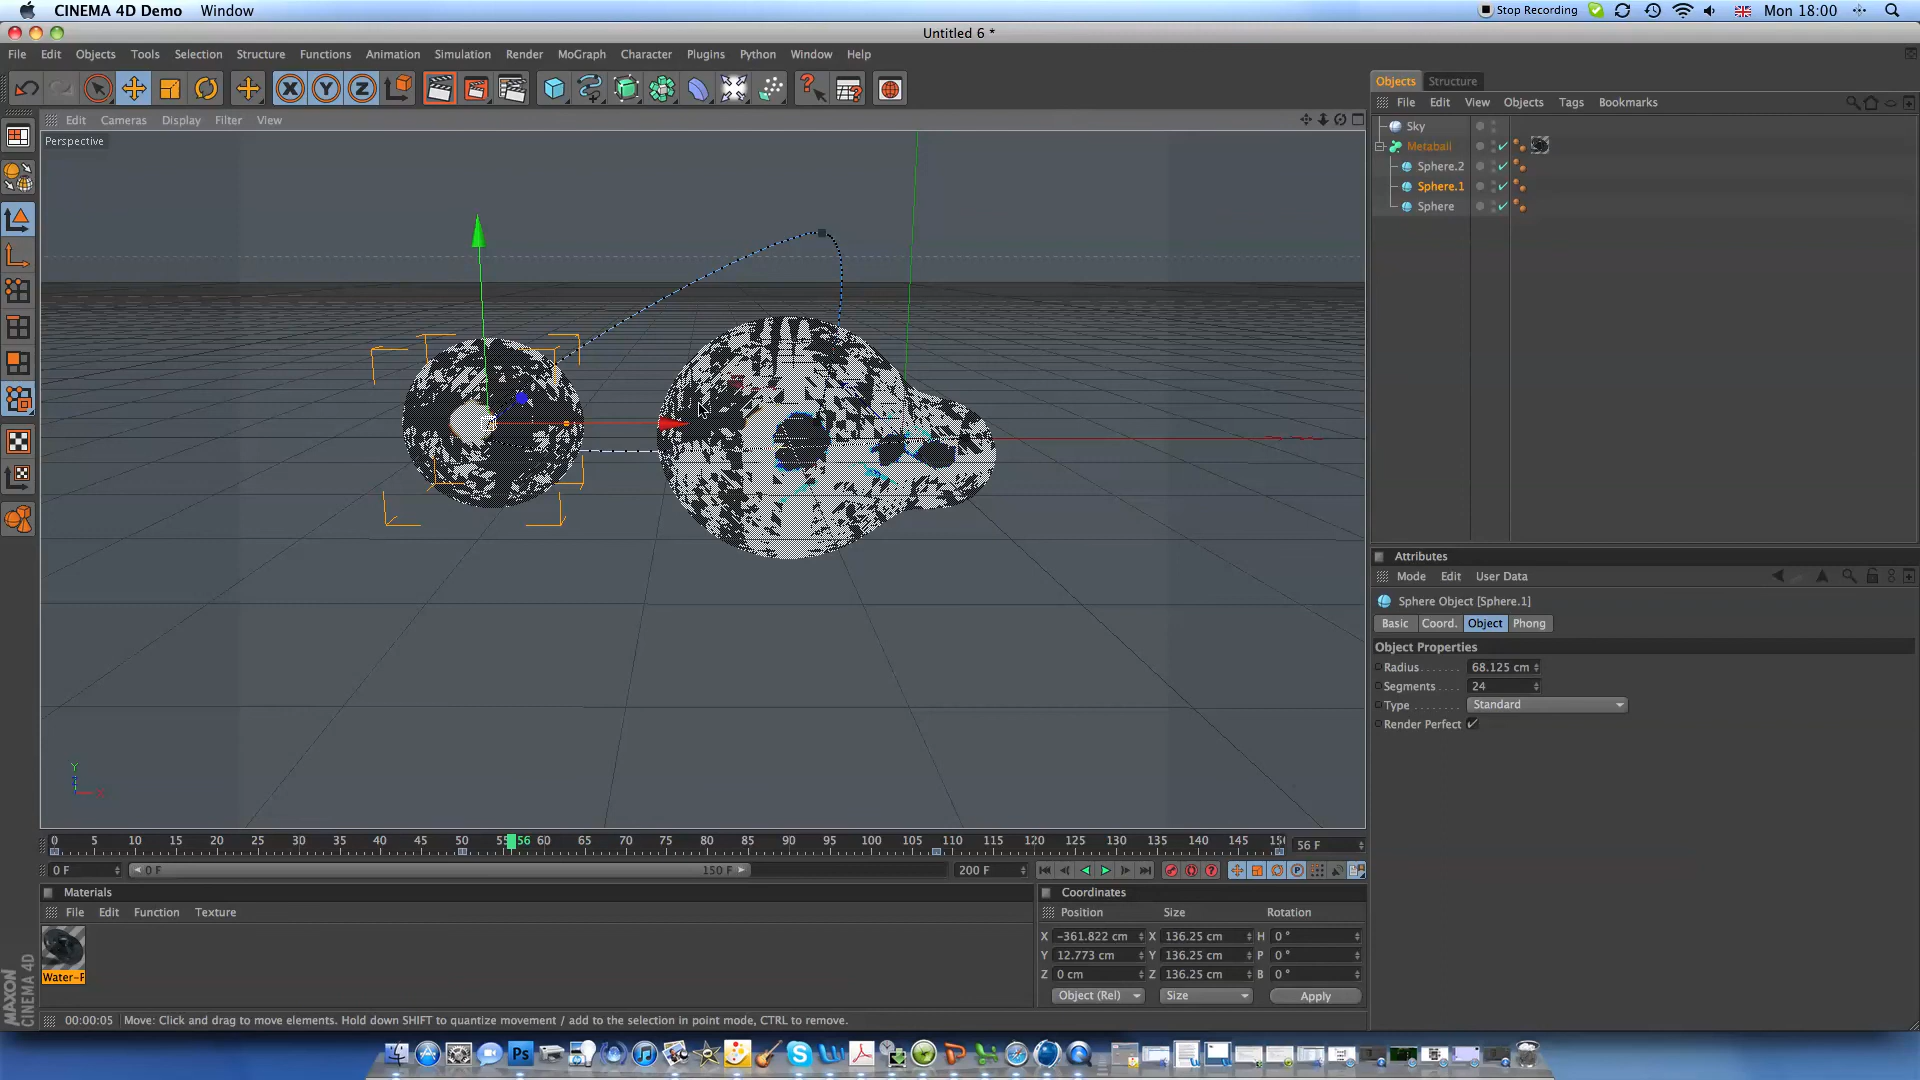 CINEMA 4D Demo Window
Stop Recording Mon 18:00
Untitled 6 *
File Edit Objects Tools Selection Structure Functions Animation Simulation Render MoGraph Character Plugins Python Window Help
X Y Z
Objects Structure
File Edit View Objects Tags Bookmarks
Edit Cameras Display Filter View
Perspective
Sky
Metaball
Sphere.2
Sphere.1
Sphere
Attributes
Mode Edit User Data
Sphere Object [Sphere.1]
Basic Coord. Object Phong
Object Properties
Radius 68.125 cm
Segments 24
Type Standard
Render Perfect
Y
Z
X
0 5 10 15 20 25 30 35 40 45 50 55 56 60 65 70 75 80 85 90 95 100 105 110 115 120 125 130 135 140 145 150 56 F
0 F 0 F 150 F 200 F
Materials
File Edit Function Texture
Water-F
Coordinates
Position Size Rotation
X -361.822 cm X 136.25 cm H 0 °
Y 12.773 cm Y 136.25 cm P 0 °
Z 0 cm Z 136.25 cm B 0 °
Object (Rel) Size Apply
MAXON
CINEMA 4D
00:00:05 Move: Click and drag to move elements. Hold down SHIFT to quantize movement / add to the selection in point mode, CTRL to remove.
Ps